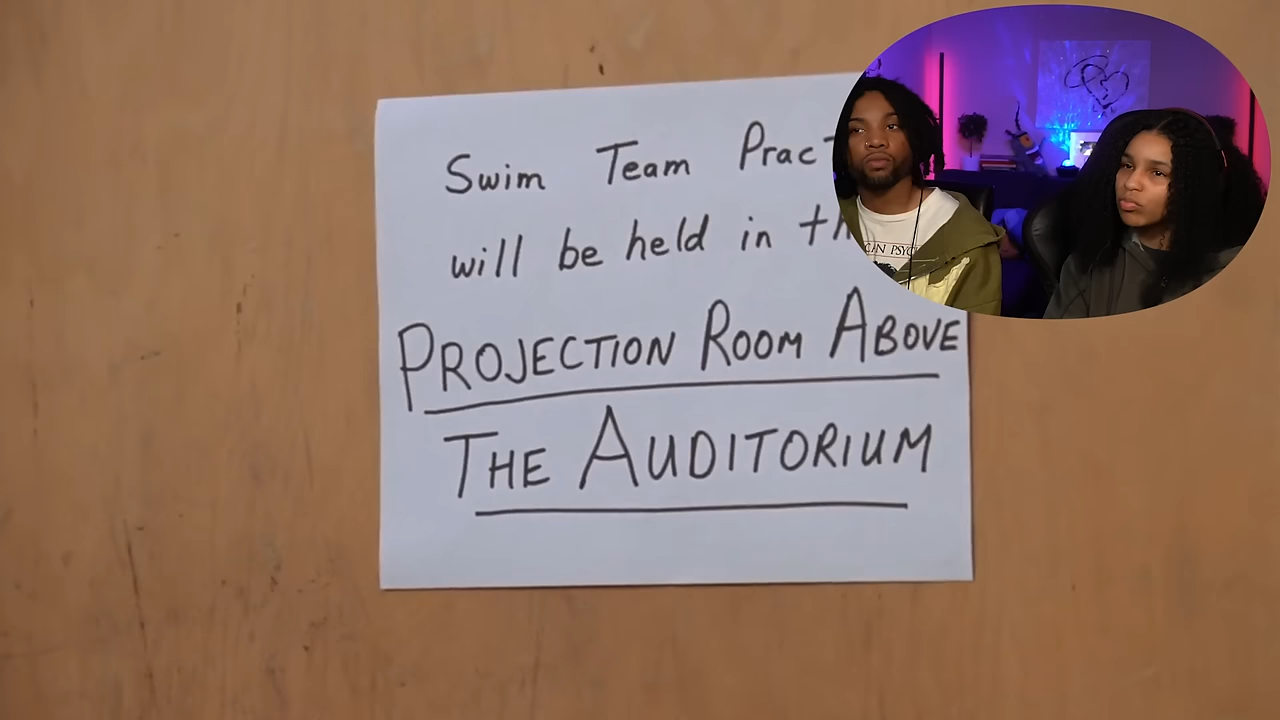 Swim Team
will be held in
PROJECTION ROOM ABOVE
THE AUDITORIUM